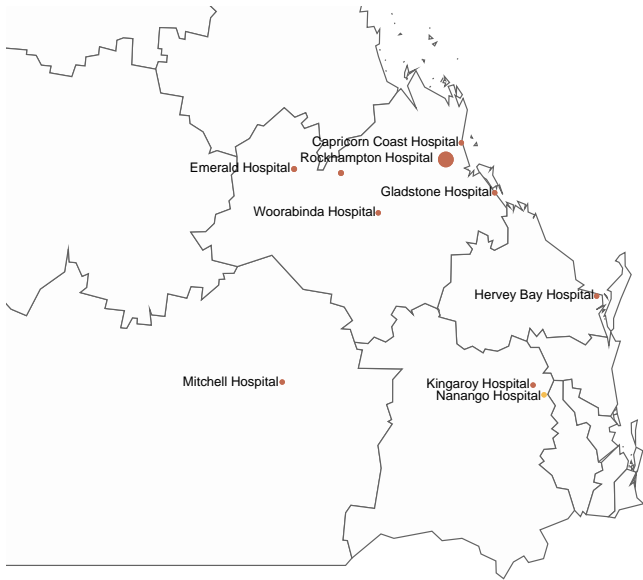 Capricorn Coast Hospital
Rockhampton Hospital
Emerald Hospital
Gladstone Hospital
Woorabinda Hospital
Hervey Bay Hospital
Mitchell Hospital
Kingaroy Hospital
Nanango Hospital